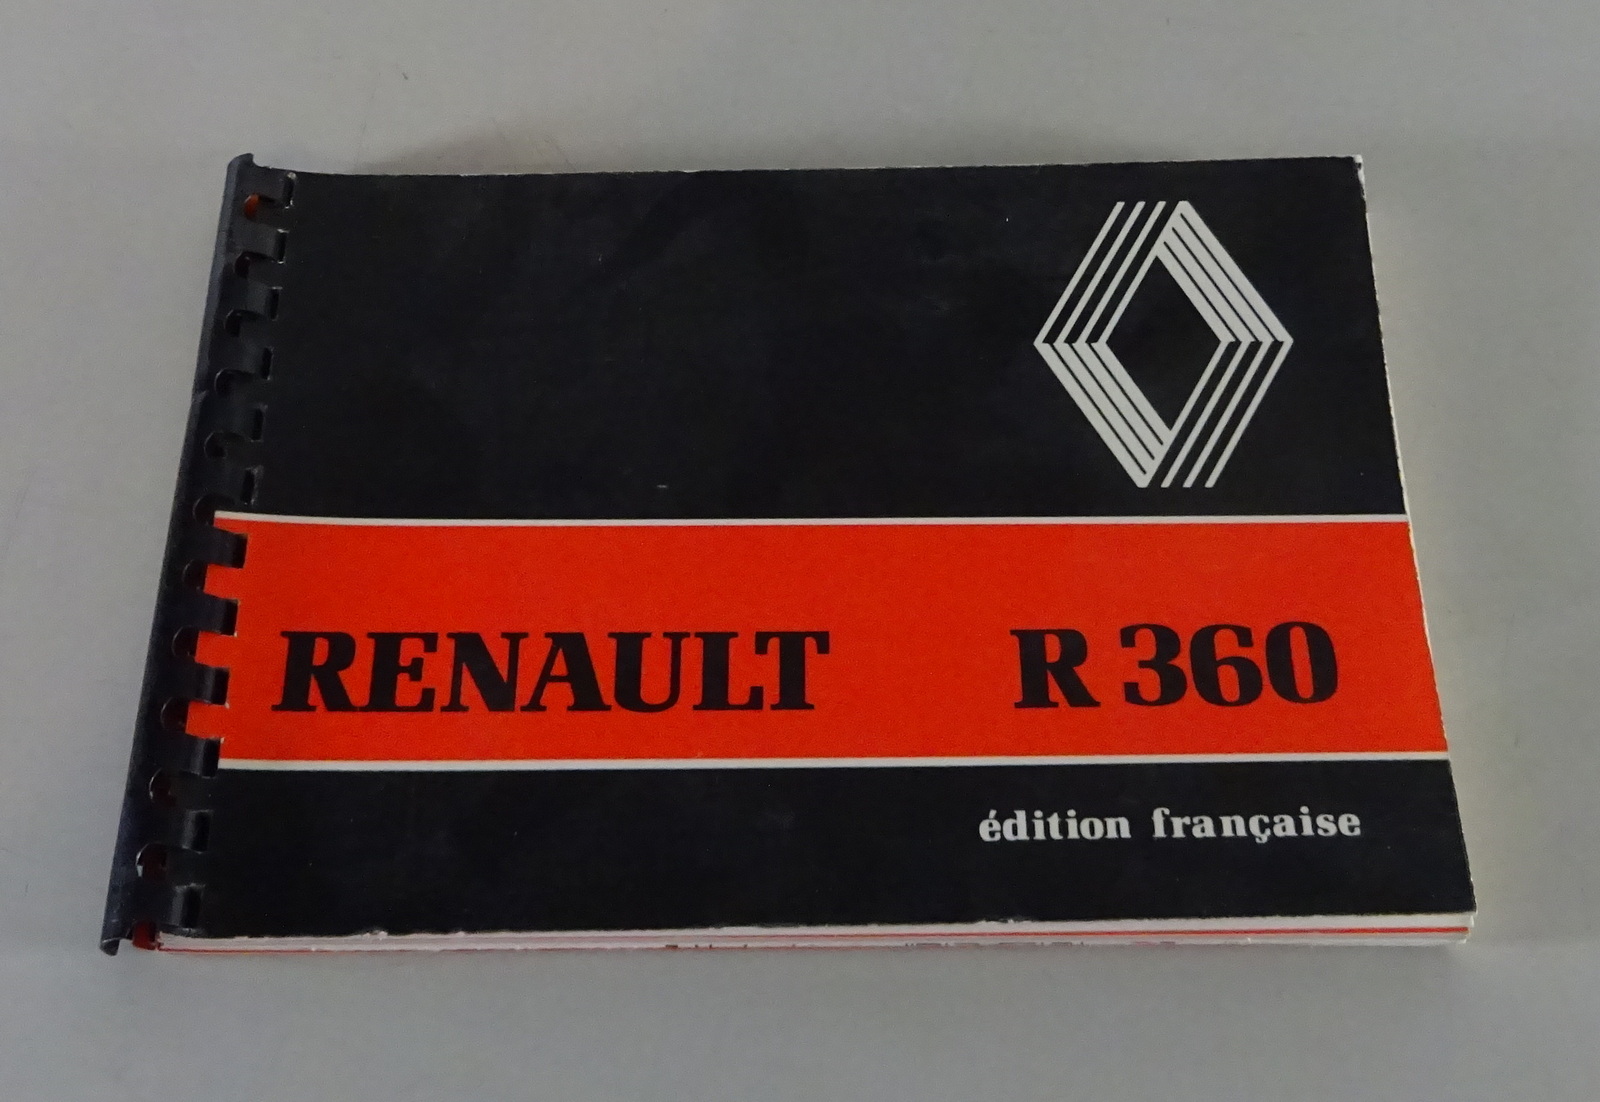 RENAULT R 360
édition française